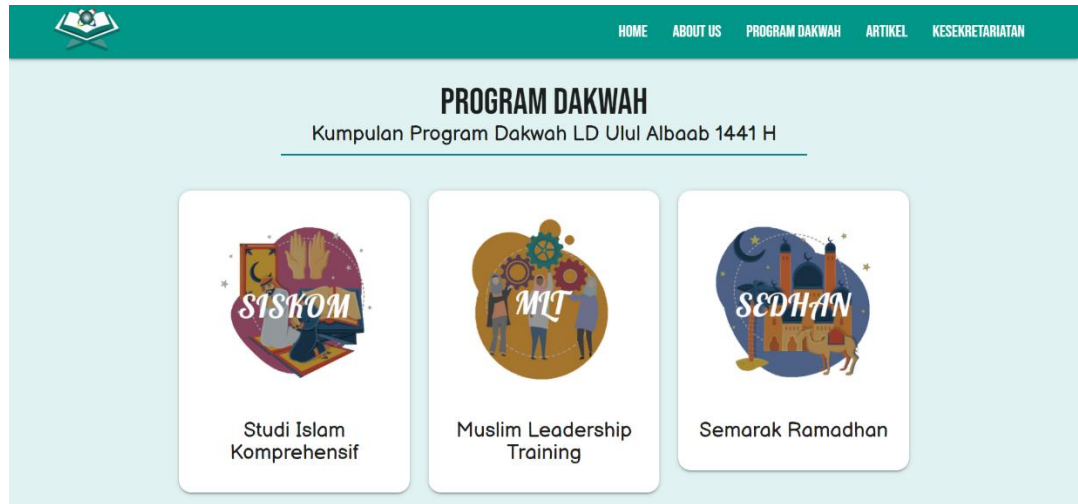 HOME ABOUT US PROGRAM DAKWAH ARTIKEL KESEKRETARIATAN
PROGRAM DAKWAH
Kumpulan Program Dakwah LD Ulul Albaab 1441 H
SISKOM
Studi Islam
Komprehensif
MLT
Muslim Leadership
Training
SEDHAN
Semarak Ramadhan